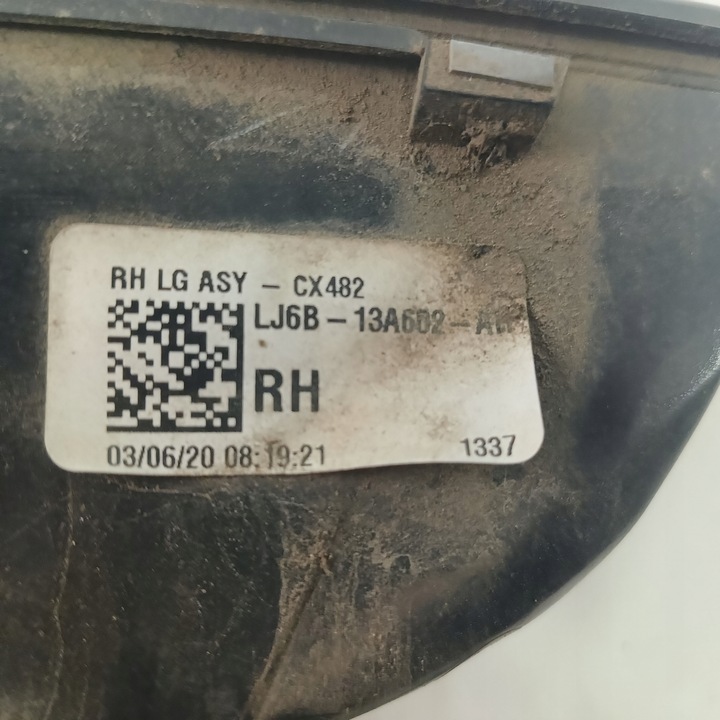 RH LG ASY - CX482
LJ6B - 13A602 -
RH
03/06/20 08:19:21 1337